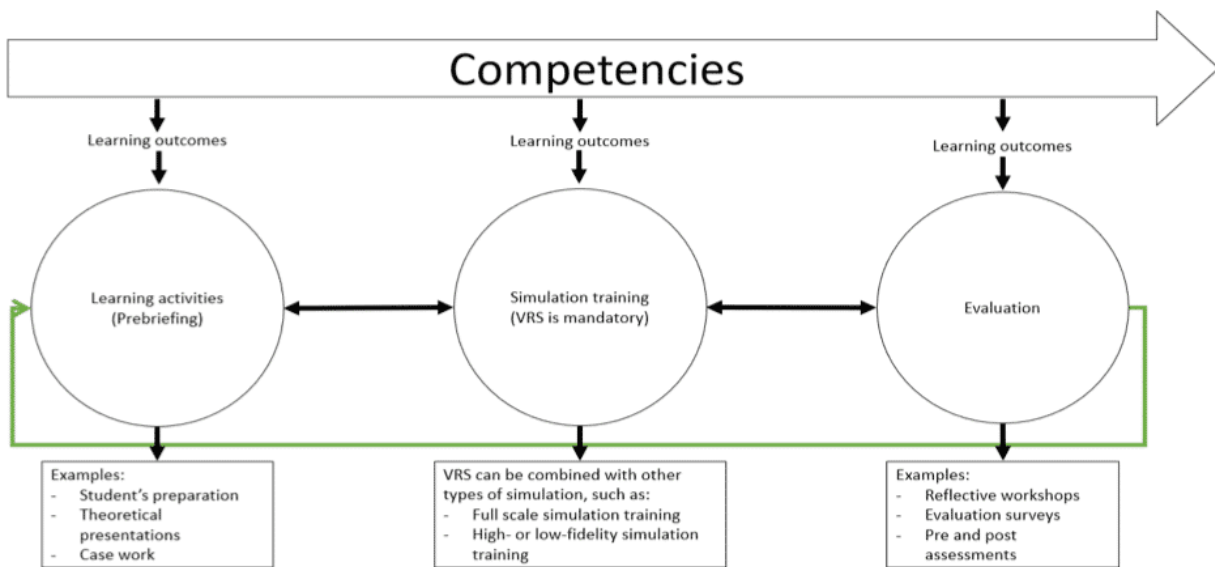 Competencies
Learning outcomes
Learning outcomes
Learning outcomes
Learning activities
(Prebriefing)
Simulation training
(VRS is mandatory)
Evaluation
Examples:
- Student's preparation
- Theoretical
presentations
- Case work
VRS can be combined with other
types of simulation, such as:
- Full scale simulation training
- High- or low-fidelity simulation
training
Examples:
- Reflective workshops
- Evaluation surveys
- Pre and post
assessments